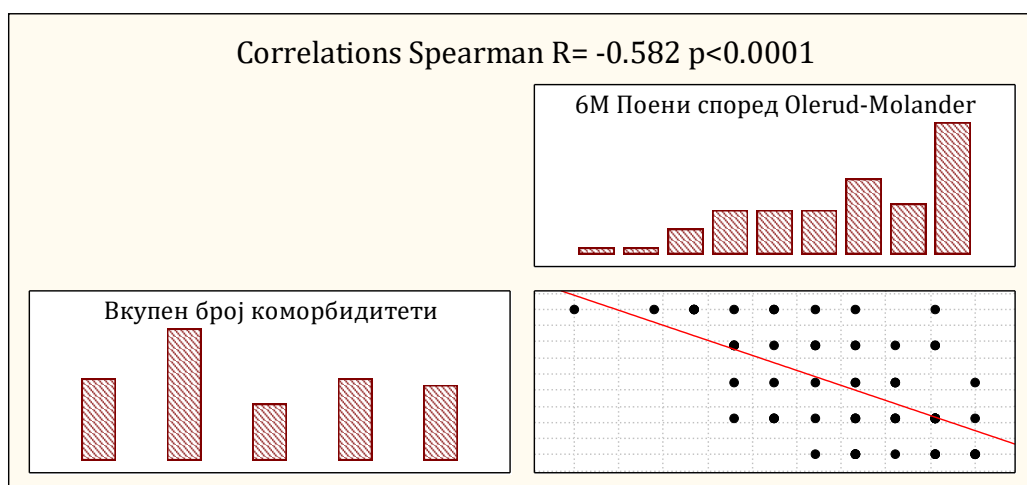 Correlations Spearman R= -0.582 p<0.0001
6М Поени според Olerud-Molander
Вкупен број коморбидитети